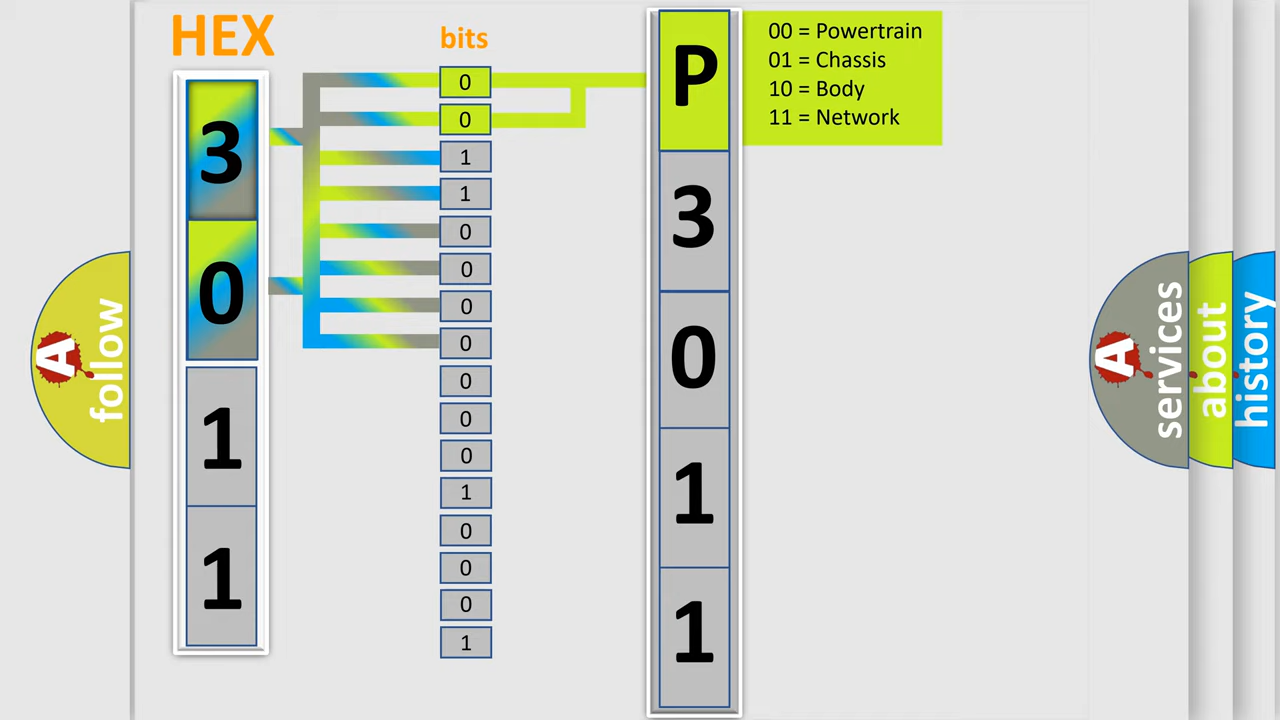 HEX
bits
3
0
1
1
0
0
1
1
0
0
0
0
0
0
0
1
0
0
0
1
P
3
0
1
1
00 = Powertrain
01 = Chassis
10 = Body
11 = Network
A
follow
A
services
about
history